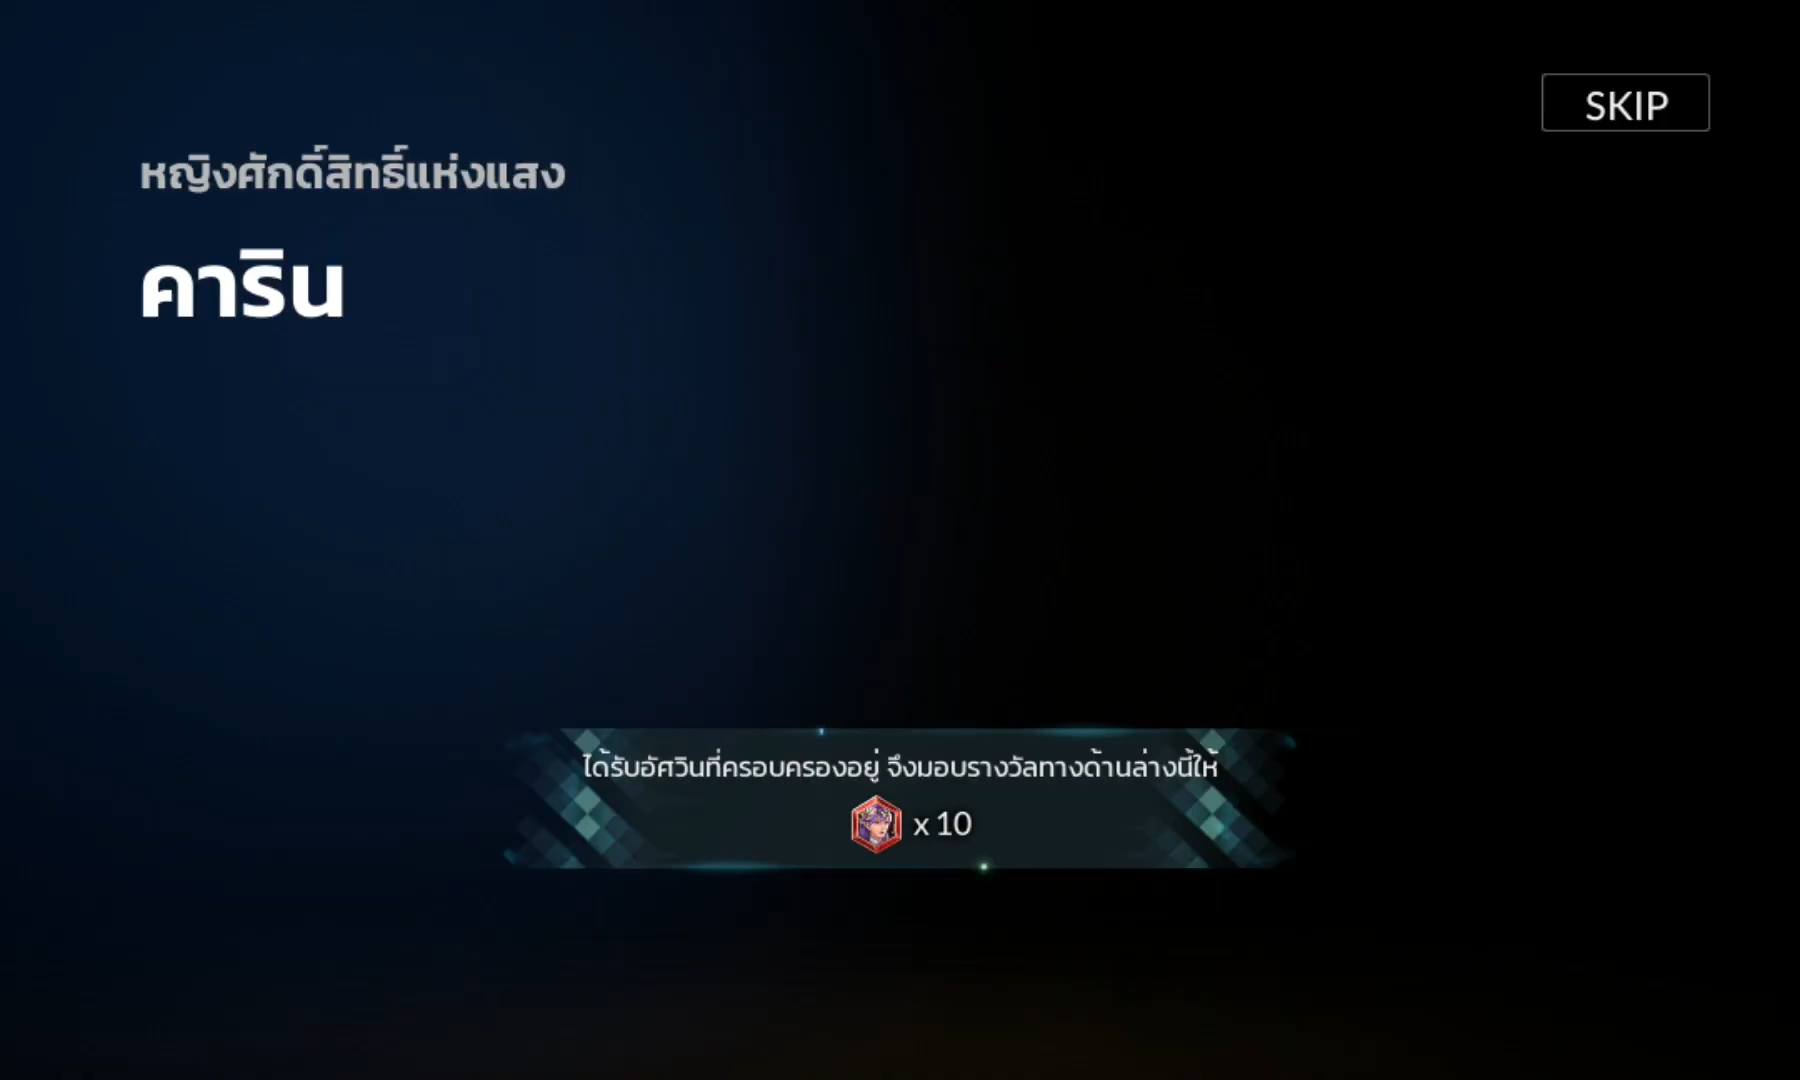 SKIP
หญิงศักดิ์สิทธิ์แห่งแสง
คาริน
ได้รับอัศวินที่ครอบครองอยู่ จึงมอบรางวัลทางด้านล่างนี้ให้
x 10